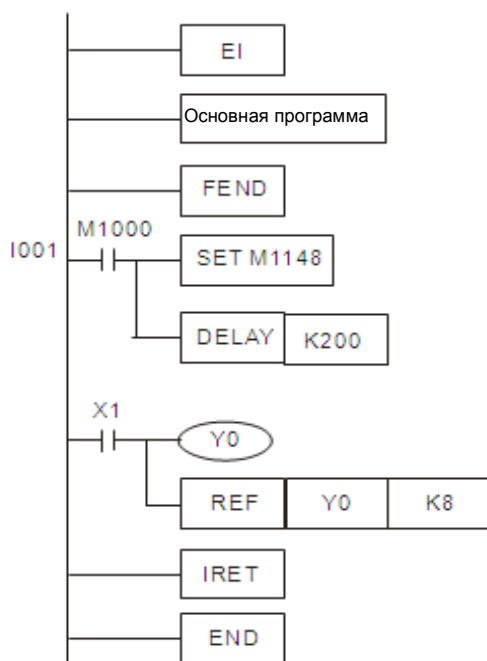 EI
Основная программа
FEND
M1000
I001
SET M1148
DELAY K200
X1
Y0
REF Y0 K8
IRET
END